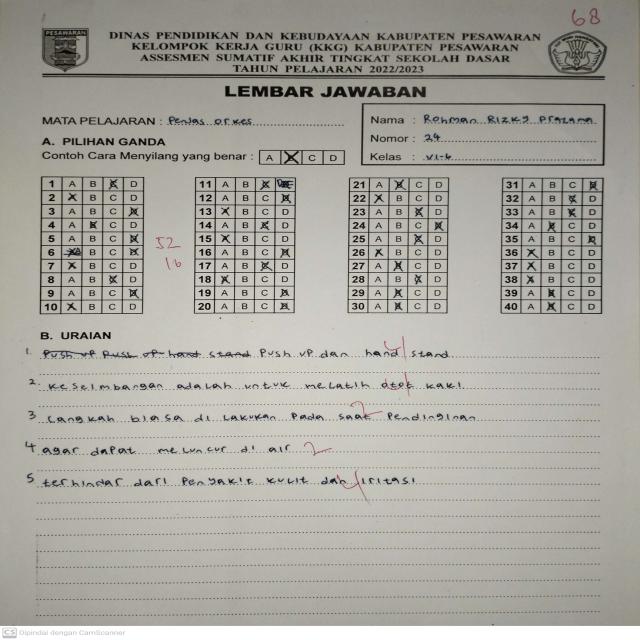 68
PESAWARAN
DINAS PENDIDIKAN DAN KEBUDAYAAN KABUPATEN PESAWARAN
KELOMPOK KERJA GURU (KKG) KABUPATEN PESAWARAN
ASSESMEN SUMATIF AKHIR TINGKAT SEKOLAH DASAR
TAHUN PELAJARAN 2022/2023
LEMBAR JAWABAN
MATA PELAJARAN : Penjas orkes
Nama : Rohman Rizky Pratama
Nomor : 24
Kelas : VI-b
A. PILIHAN GANDA
Contoh Cara Menyilang yang benar : A B C D
1 A B C D 11 A B C D 21 A B C D 31 A B C D
2 A B C D 12 A B C D 22 A B C D 32 A B C D
3 A B C D 13 A B C D 23 A B C D 33 A B C D
4 A B C D 14 A B C D 24 A B C D 34 A B C D
5 A B C D 15 A B C D 25 A B C D 35 A B C D
6 A B C D 16 A B C D 26 A B C D 36 A B C D
7 A B C D 17 A B C D 27 A B C D 37 A B C D
8 A B C D 18 A B C D 28 A B C D 38 A B C D
9 A B C D 19 A B C D 29 A B C D 39 A B C D
10 A B C D 20 A B C D 30 A B C D 40 A B C D
52
16
B. URAIAN
1. Push up Push up hand stand Push up dan hand stand
2. keseimbangan adalah untuk melatih otot kaki
3 Langkah biasa di lakukan pada saat pendinginan
4 agar dapat meluncur di air
2
2
5 terhindar dari Penyakit kulit dan iritasi
CS Dipindai dengan CamScanner